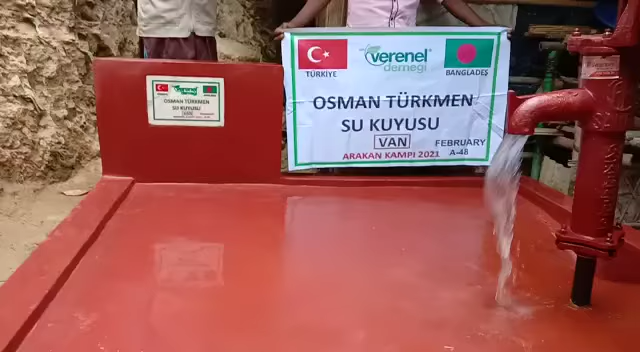 verenel
derneği
TÜRKİYE
BANGLADEŞ
OSMAN TÜRKMEN
SU KUYUSU
VAN
FEBRUARY
ARAKAN KAMPI 2021 A-48
verenel
OSMAN TÜRKMEN
SU KUYUSU